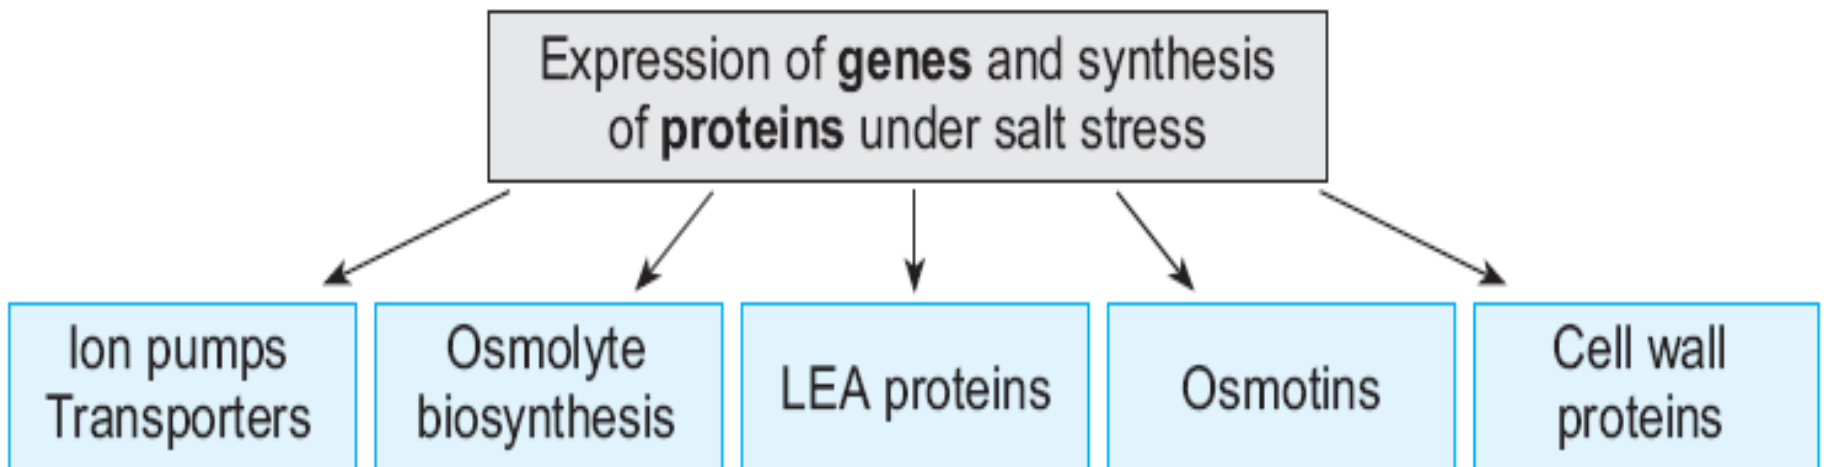 Expression of genes and synthesis
of proteins under salt stress
Ion pumps
Transporters
Osmolyte
biosynthesis
LEA proteins
Osmotins
Cell wall
proteins